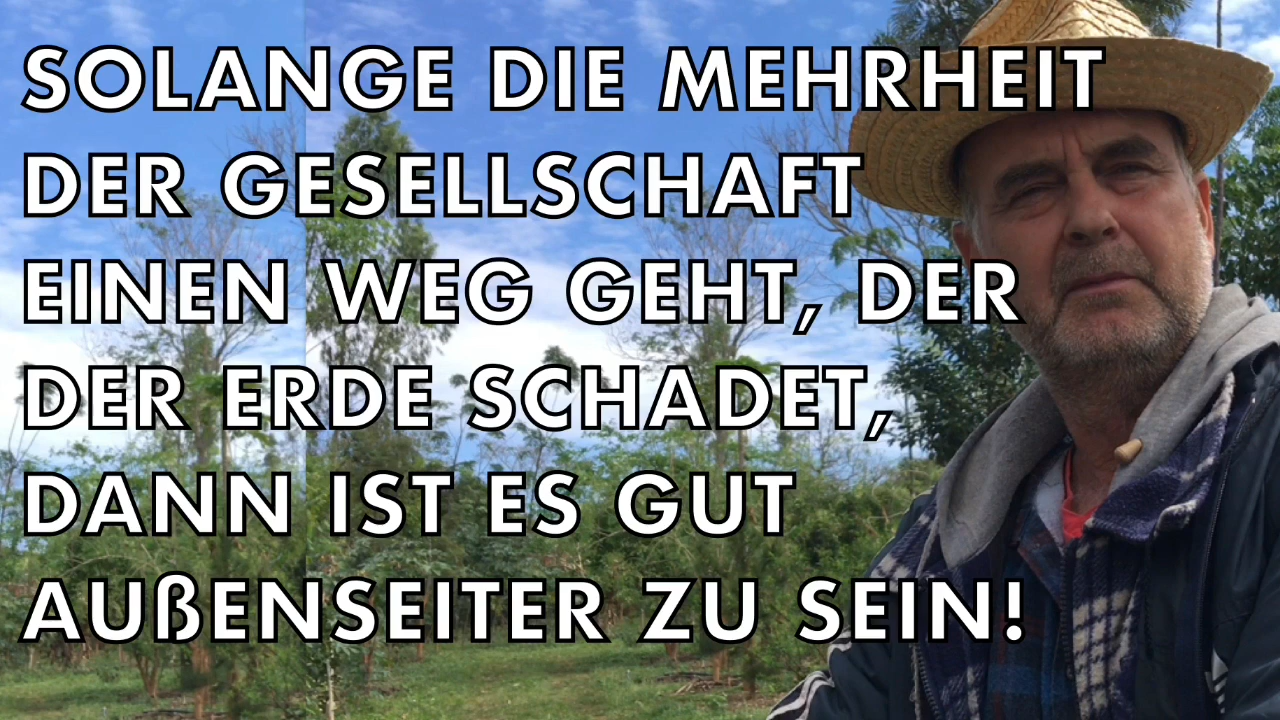 SOLANGE DIE MEHRHEIT
DER GESELLSCHAFT
EINEN WEG GEHT, DER
DER ERDE SCHADET,
DANN IST ES GUT
AUßENSEITER ZU SEIN!